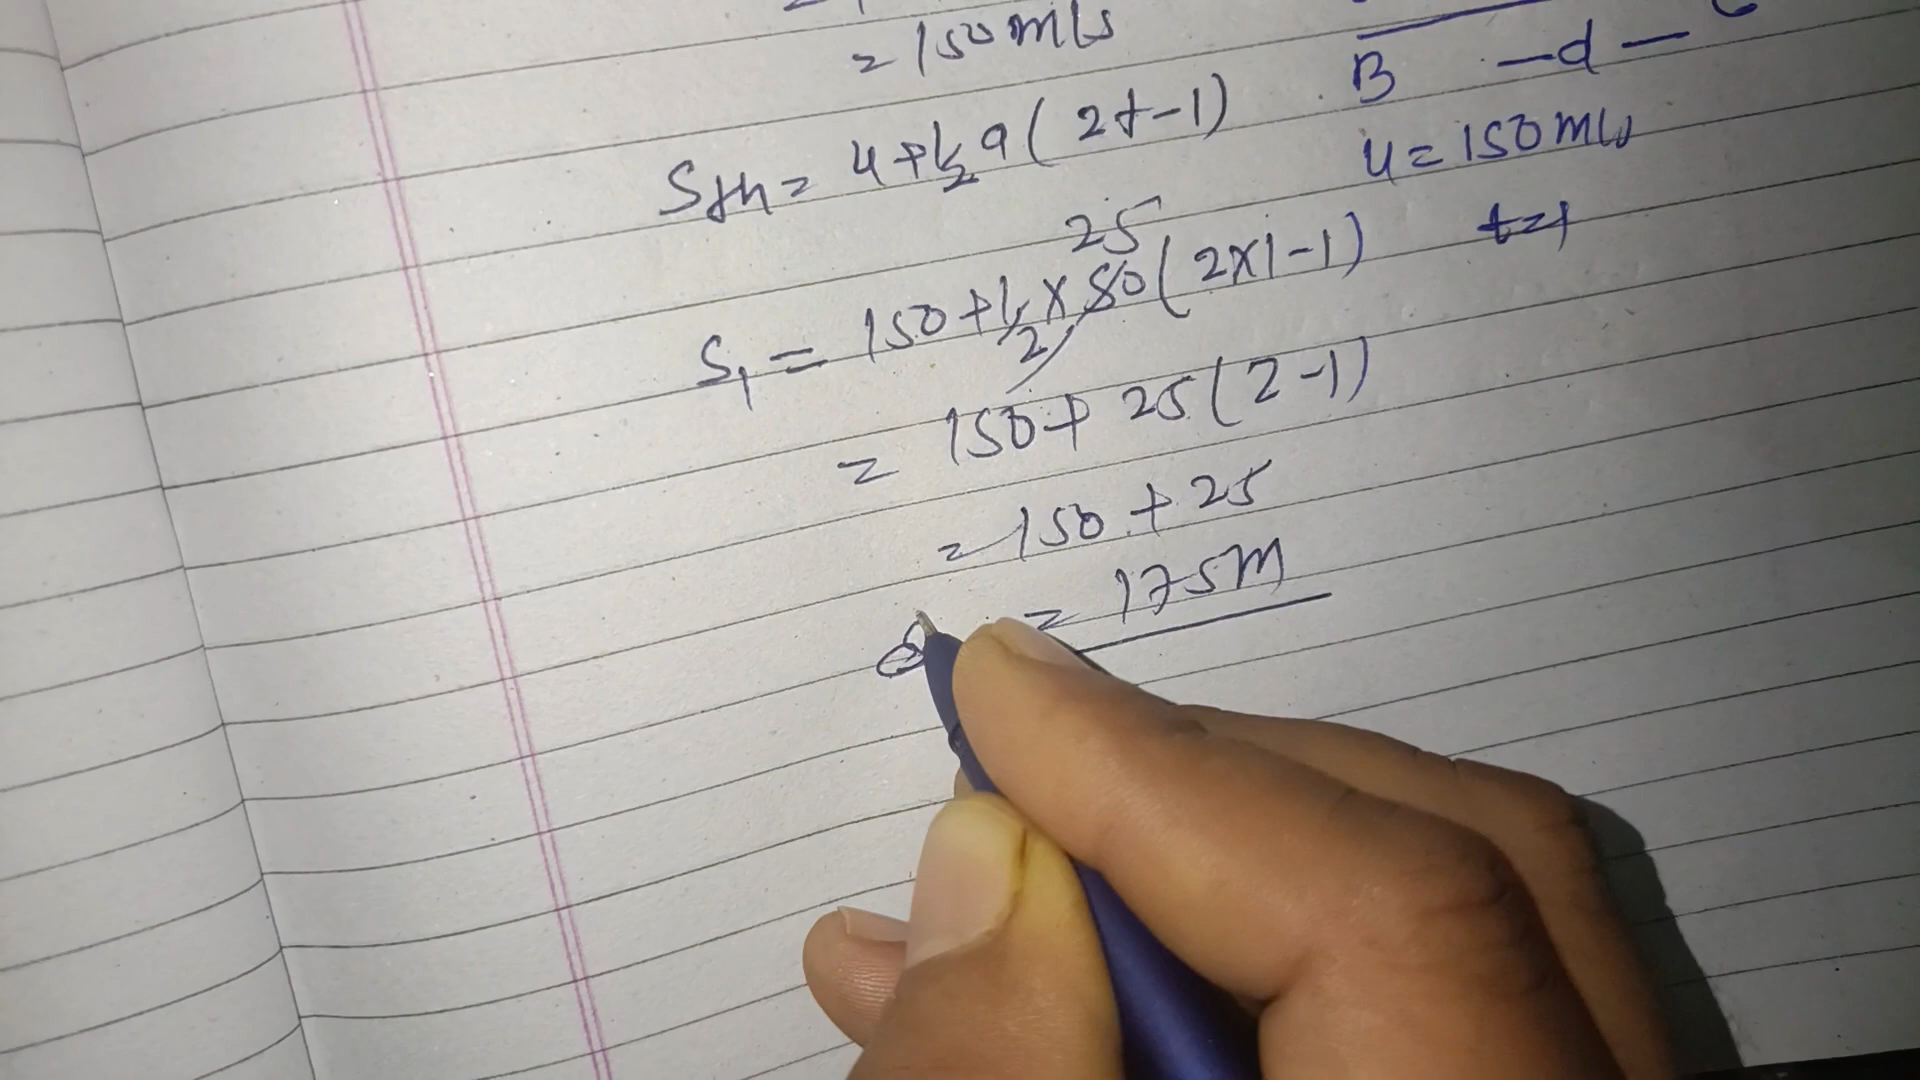 = 150 m/s
B - d -
Sth = u + 1/2 a ( 2t - 1 )
u = 150 m/s
25
t = 1
S1 = 150 + 1/2 × 50 ( 2×1 - 1 )
= 150 + 25 ( 2 - 1 )
= 150 + 25
= 175 m